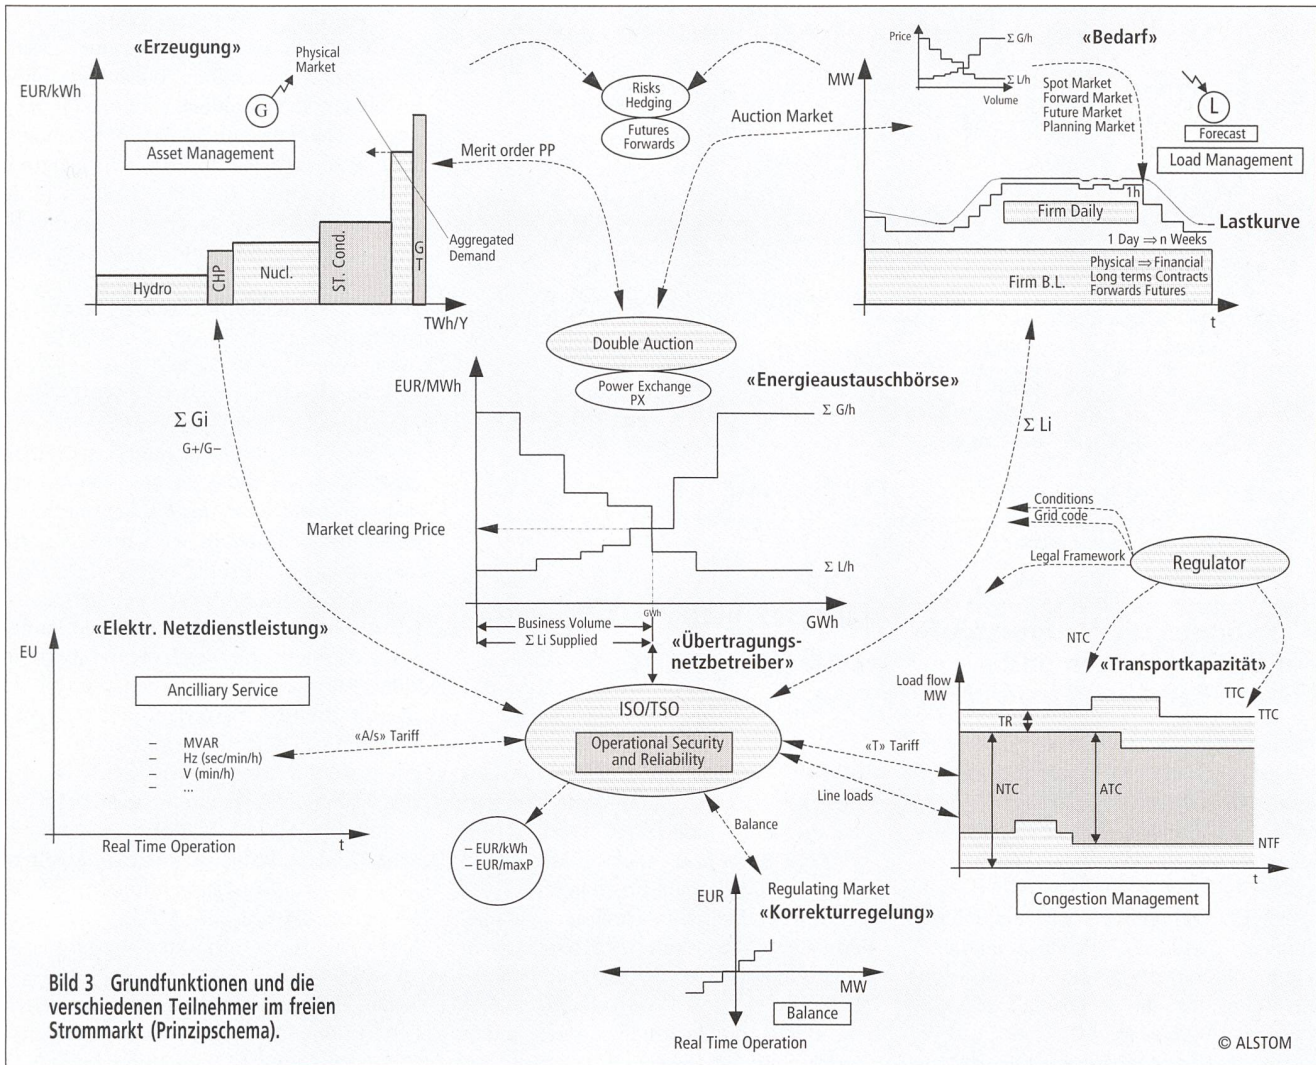 «Erzeugung»
EUR/kWh
Physical
Market
G
Asset Management
Merit order PP
Aggregated
Demand
Hydro
CHP
Nucl.
ST. Cond.
G
T
TWh/Y
Risks
Hedging
Futures
Forwards
Auction Market
«Bedarf»
Price
Σ G/h
Σ L/h
Volume
MW
Spot Market
Forward Market
Future Market
Planning Market
L
Forecast
Load Management
1h
Firm Daily
Lastkurve
1 Day ⇒ n Weeks
Firm B.L.
Physical ⇒ Financial
Long terms Contracts
Forwards Futures
t
Double Auction
Power Exchange
PX
«Energieaustauschbörse»
EUR/MWh
Σ G/h
Market clearing Price
Σ L/h
GWh
GWh
Business Volume
Σ Li Supplied
Σ Gi
G+/G–
Σ Li
Conditions
Grid code
Legal Framework
Regulator
NTC
TTC
«Elektr. Netzdienstleistung»
EU
Ancilliary Service
– MVAR
– Hz (sec/min/h)
– V (min/h)
– ...
Real Time Operation
t
«A/s» Tariff
«Übertragungs-
netzbetreiber»
ISO/TSO
Operational Security
and Reliability
«T» Tariff
Line loads
– EUR/kWh
– EUR/maxP
Balance
«Transportkapazität»
Load flow
MW
TTC
TR
NTC
ATC
NTF
t
Congestion Management
EUR
Regulating Market
«Korrekturregelung»
MW
Balance
Real Time Operation
Bild 3 Grundfunktionen und die
verschiedenen Teilnehmer im freien
Strommarkt (Prinzipschema).
© ALSTOM